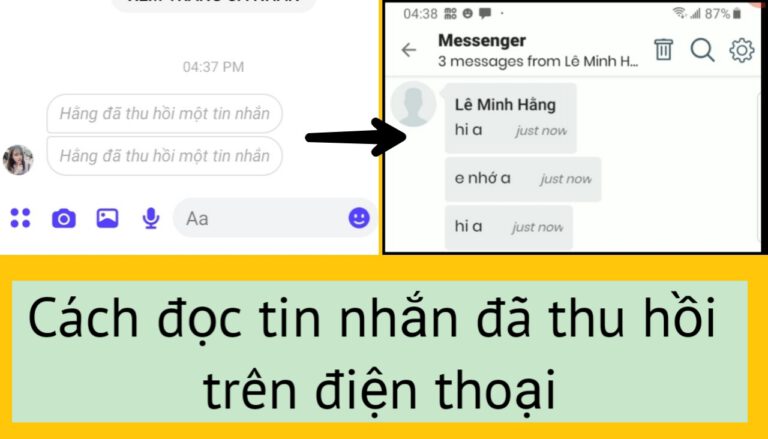 04:37 PM
Hằng đã thu hồi một tin nhắn
Hằng đã thu hồi một tin nhắn
Aa
04:38
87%
Messenger
3 messages from Lê Minh H...
Lê Minh Hằng
hi a just now
e nhớ a just now
hi a just now
Cách đọc tin nhắn đã thu hồi
trên điện thoại